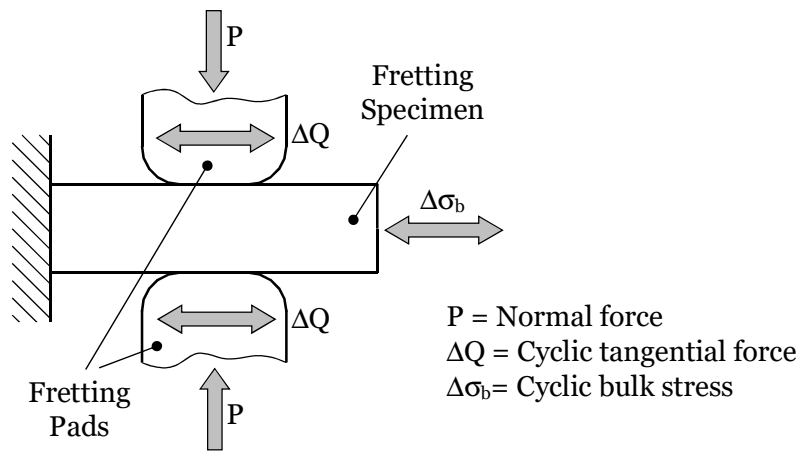 P
Fretting
Specimen
ΔQ
Δσb
ΔQ
P = Normal force
ΔQ = Cyclic tangential force
Δσb= Cyclic bulk stress
Fretting
Pads
P